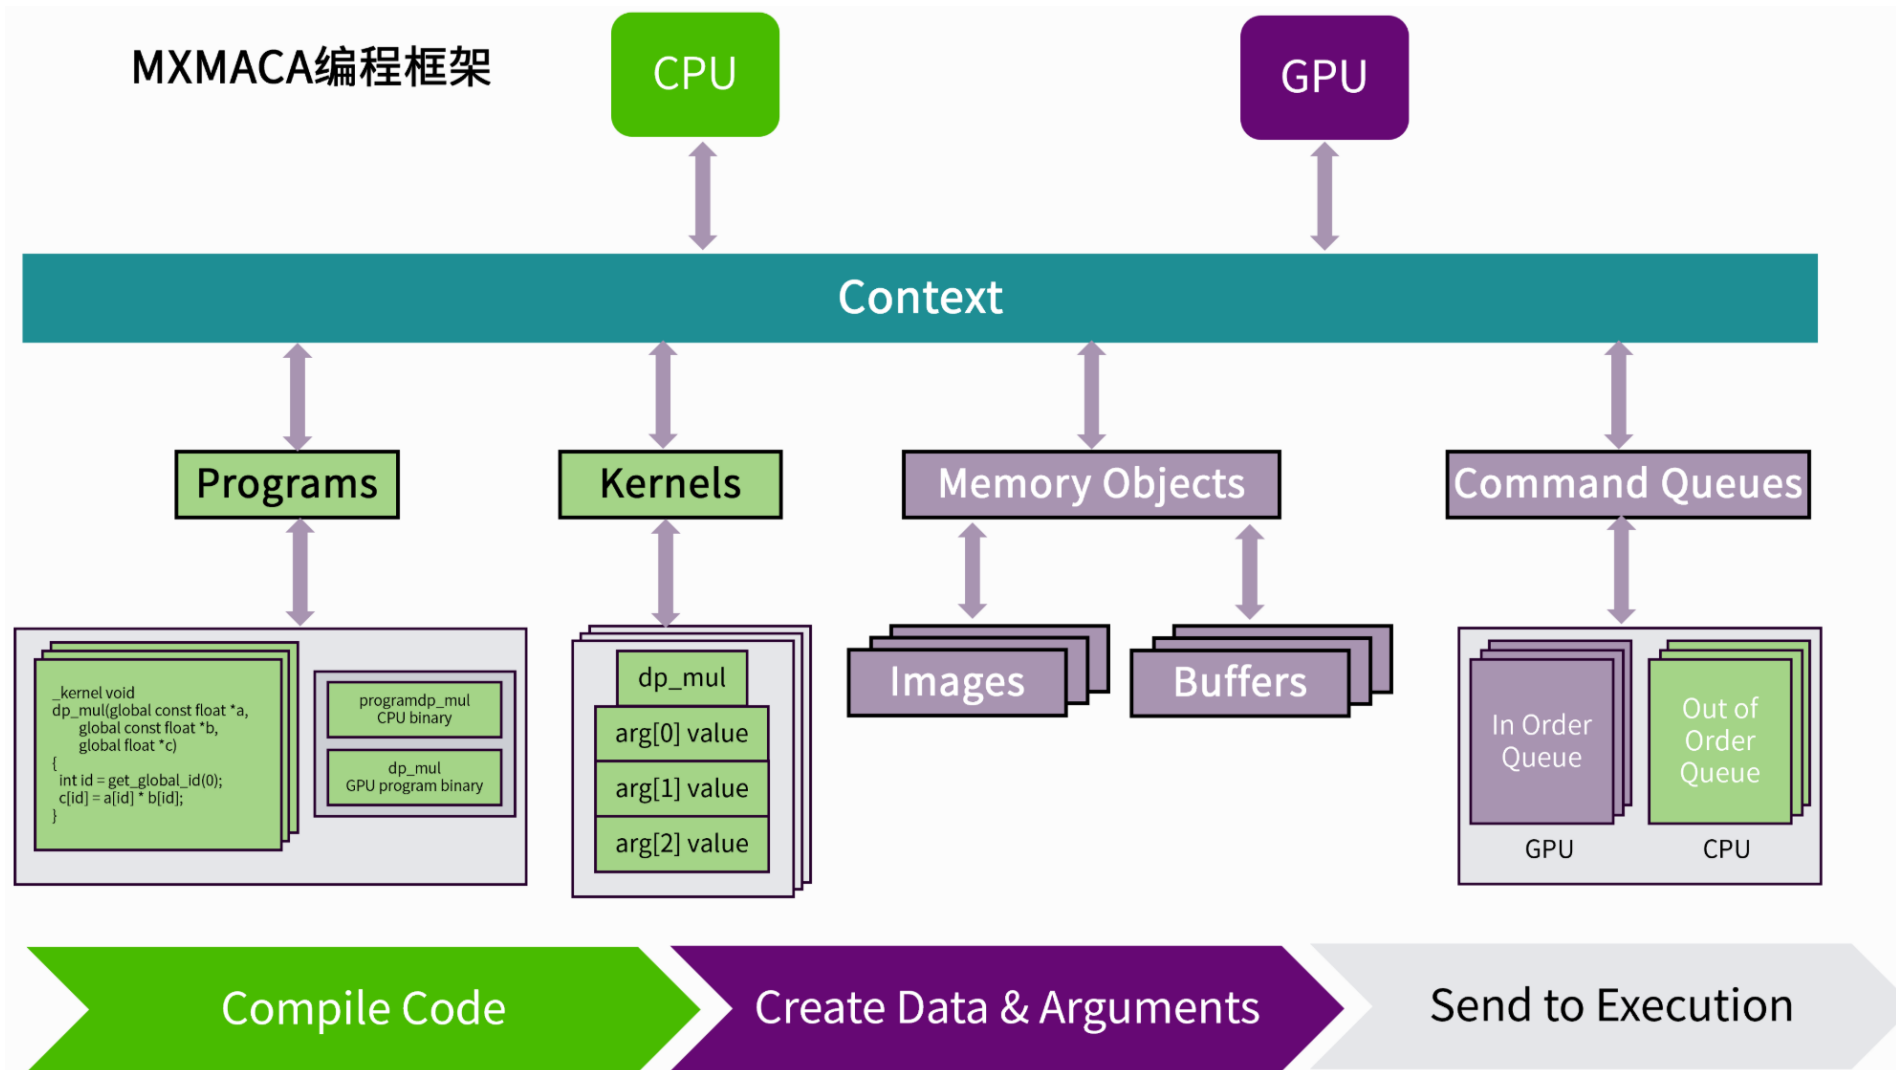 MXMACA编程框架
CPU
GPU
Context
Programs
Kernels
Memory Objects
Command Queues
_kernel void
dp_mul(global const float *a,
global const float *b,
global float *c)
{
int id = get_global_id(0);
c[id] = a[id] * b[id];
}
programdp_mul
CPU binary
dp_mul
GPU program binary
dp_mul
arg[0] value
arg[1] value
arg[2] value
Images
Buffers
In Order
Queue
GPU
Out of
Order
Queue
CPU
Compile Code
Create Data & Arguments
Send to Execution